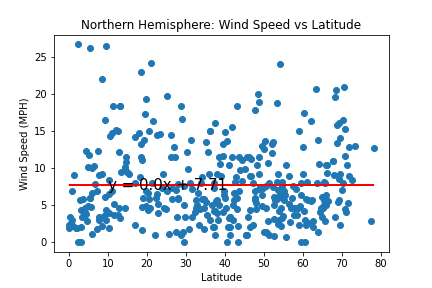 Northern Hemisphere: Wind Speed vs Latitude
Wind Speed (MPH)
25
20
15
10
5
0
y = 0.0x + 7.71
0 10 20 30 40 50 60 70 80
Latitude